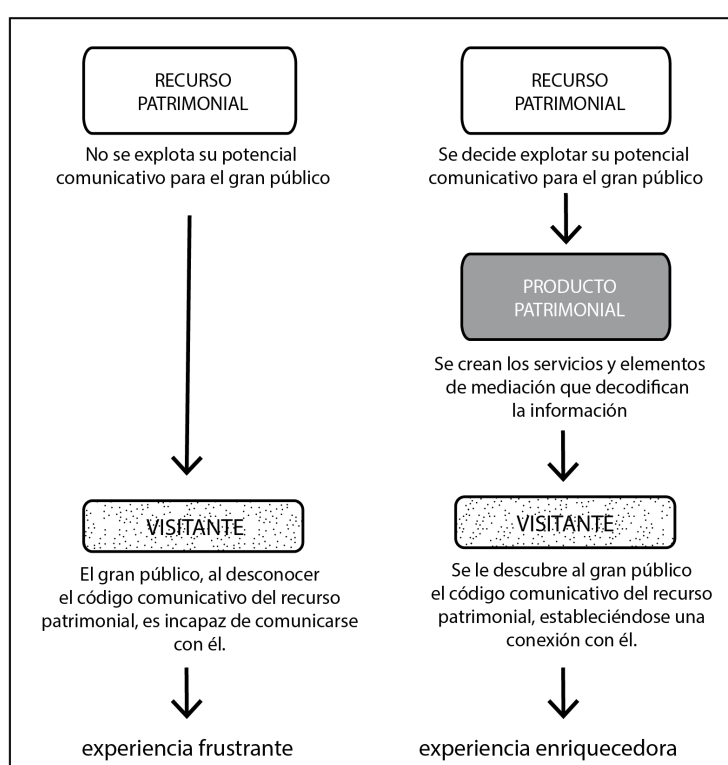 RECURSO
PATRIMONIAL
No se explota su potencial
comunicativo para el gran público
VISITANTE
El gran público, al desconocer
el código comunicativo del recurso
patrimonial, es incapaz de comunicarse
con él.
experiencia frustrante
RECURSO
PATRIMONIAL
Se decide explotar su potencial
comunicativo para el gran público
PRODUCTO
PATRIMONIAL
Se crean los servicios y elementos
de mediación que decodifican
la información
VISITANTE
Se le descubre al gran público
el código comunicativo del recurso
patrimonial, estableciéndose una
conexión con él.
experiencia enriquecedora